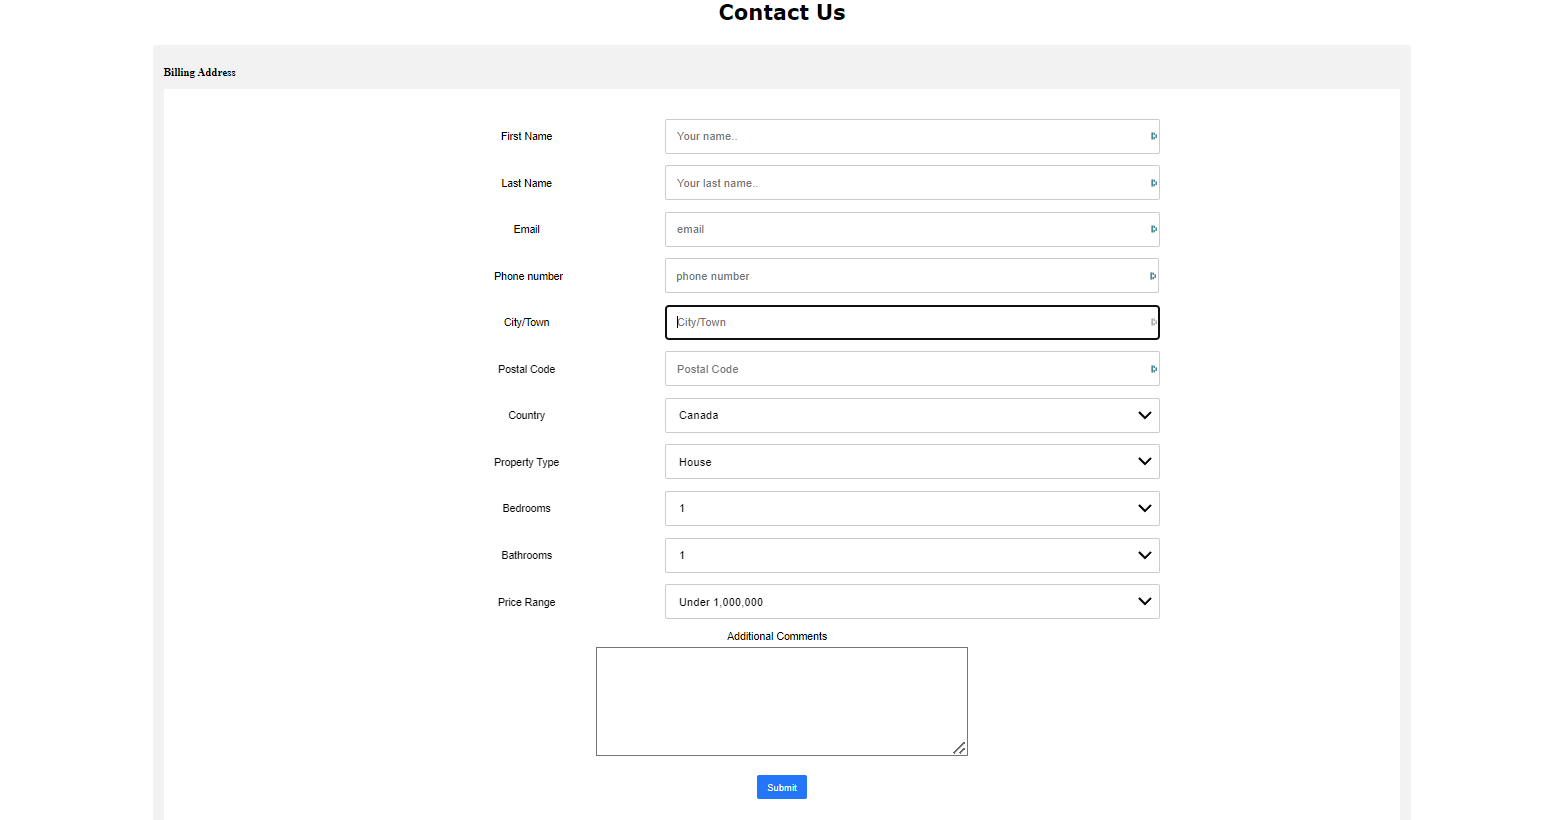 Contact Us
Billing Address
First Name Your name..
Last Name Your last name..
Email email
Phone number phone number
City/Town City/Town
Postal Code Postal Code
Country Canada
Property Type House
Bedrooms 1
Bathrooms 1
Price Range Under 1,000,000
Additional Comments
Submit